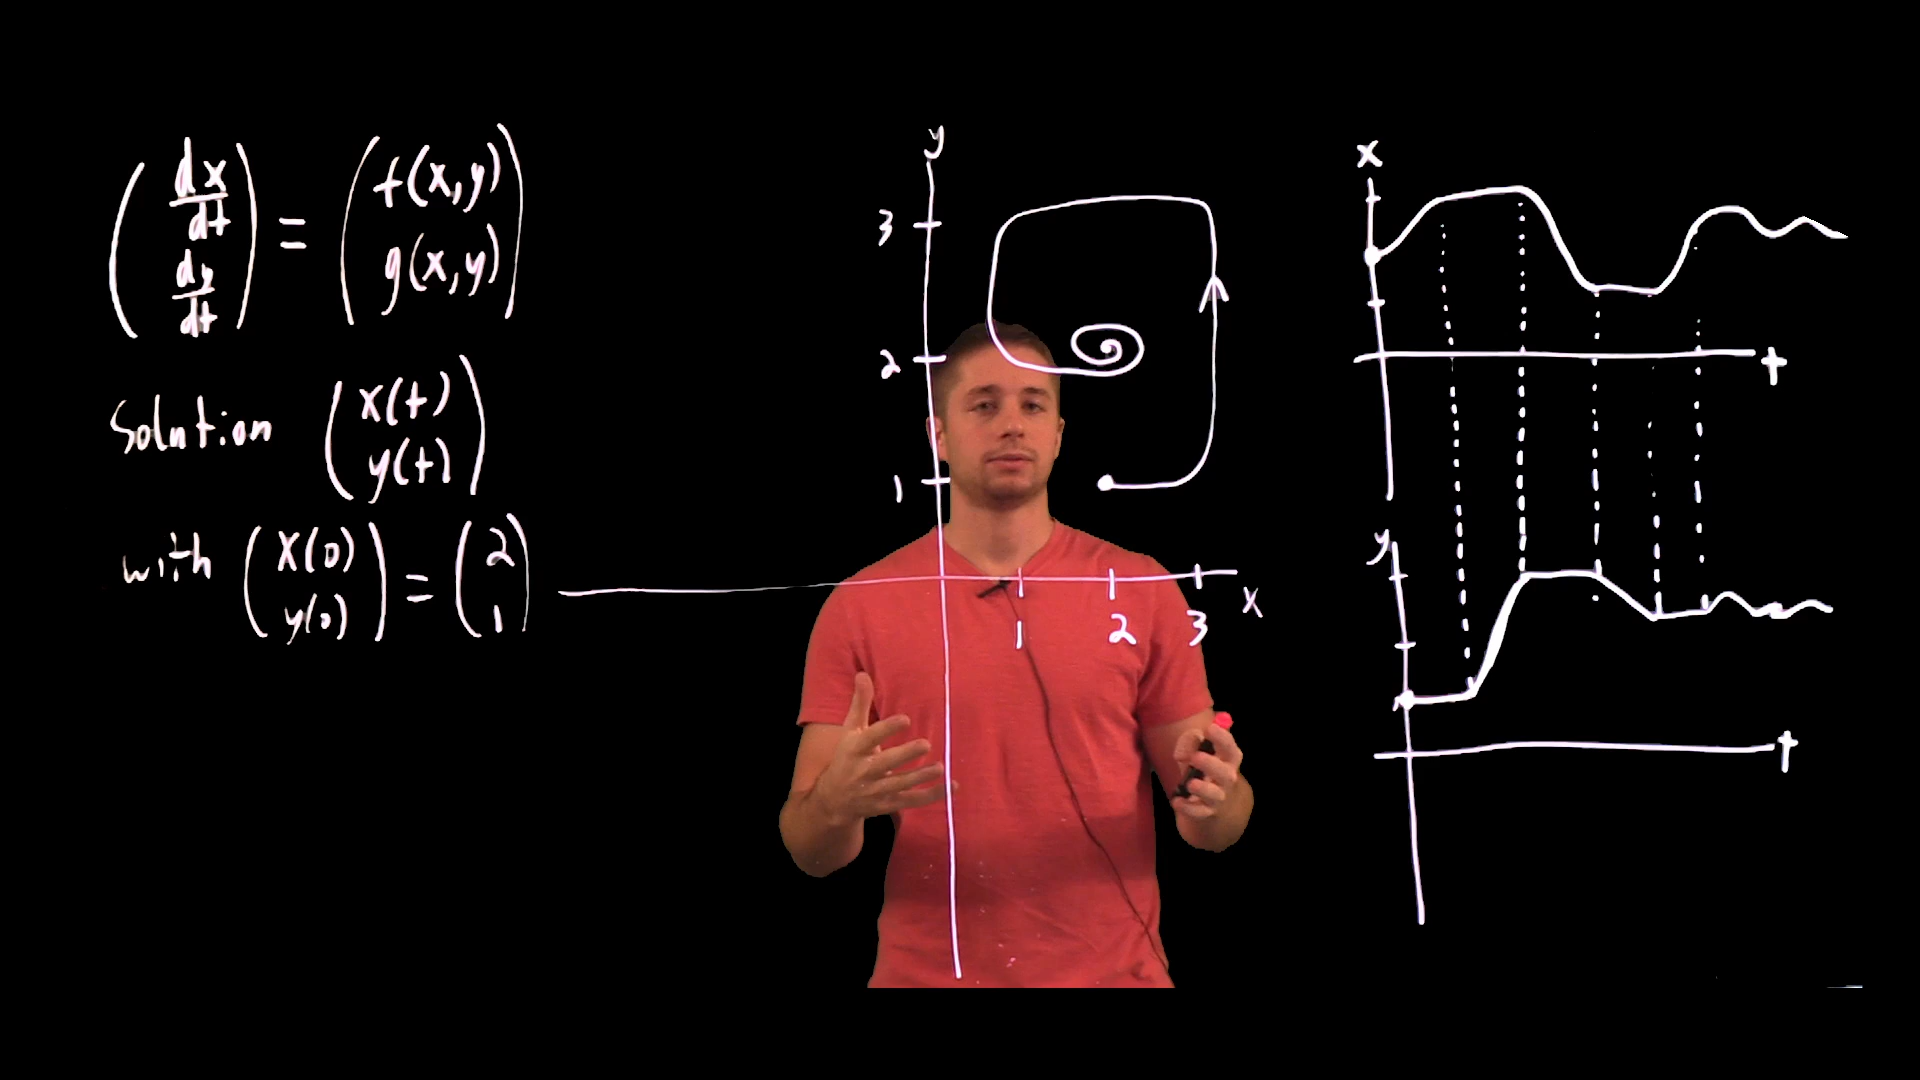 (dx/dt) = (f(x,y))
(dy/dt) (g(x,y))
Solution (x(t))
(y(t))
with (x(0)) = (2)
(y(0)) (1)
y
3
2
1
1 2 3 x
x
t
y
t